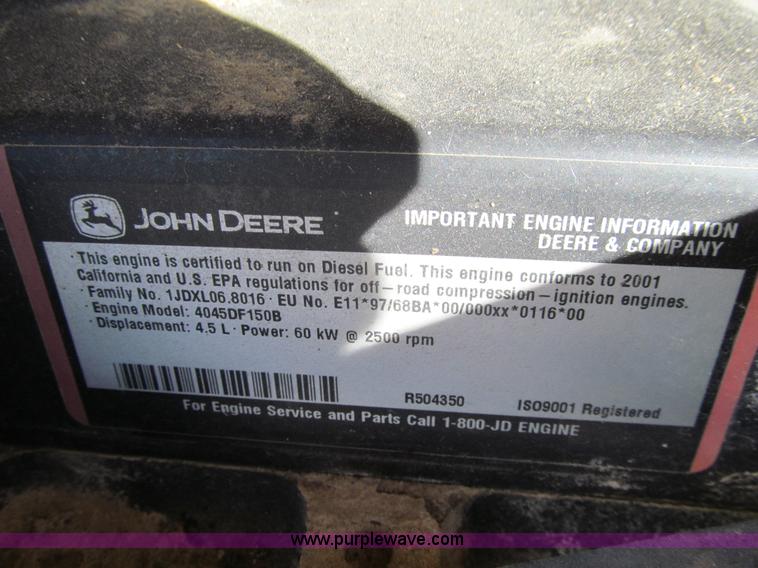 JOHN DEERE
IMPORTANT ENGINE INFORMATION
DEERE & COMPANY
· This engine is certified to run on Diesel Fuel. This engine conforms to 2001
California and U.S. EPA regulations for off-road compression-ignition engines.
· Family No. 1JDXL06.8016 · EU No. E11*97/68BA*00/000xx*0116*00
· Engine Model: 4045DF150B
· Displacement: 4.5 L · Power: 60 kW @ 2500 rpm
R504350
ISO9001 Registered
For Engine Service and Parts Call 1-800-JD ENGINE
www.purplewave.com